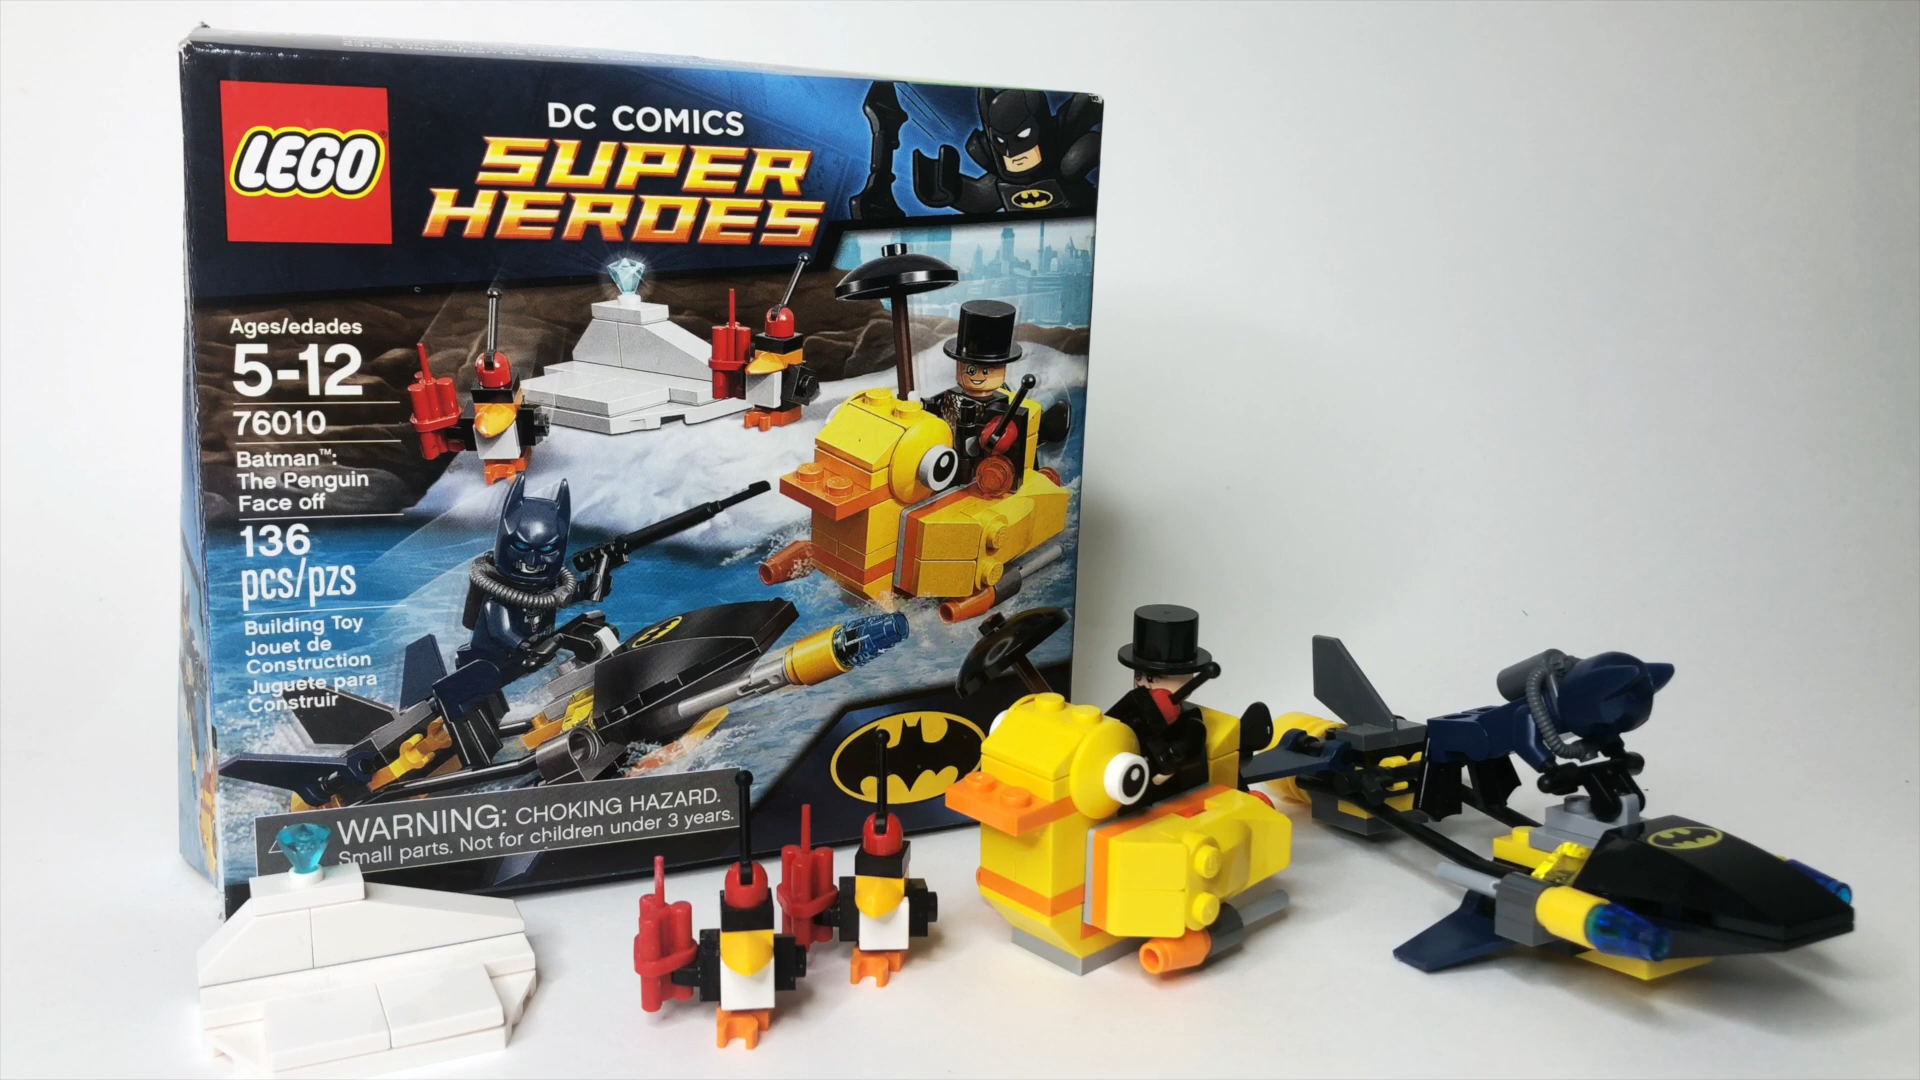 LEGO®
DC COMICS
SUPER
HEROES
Ages/edades
5-12
76010
Batman™:
The Penguin
Face off
136
pcs/pzs
Building Toy
Jouet de
Construction
Juguete para
Construir
WARNING: CHOKING HAZARD.
Small parts. Not for children under 3 years.